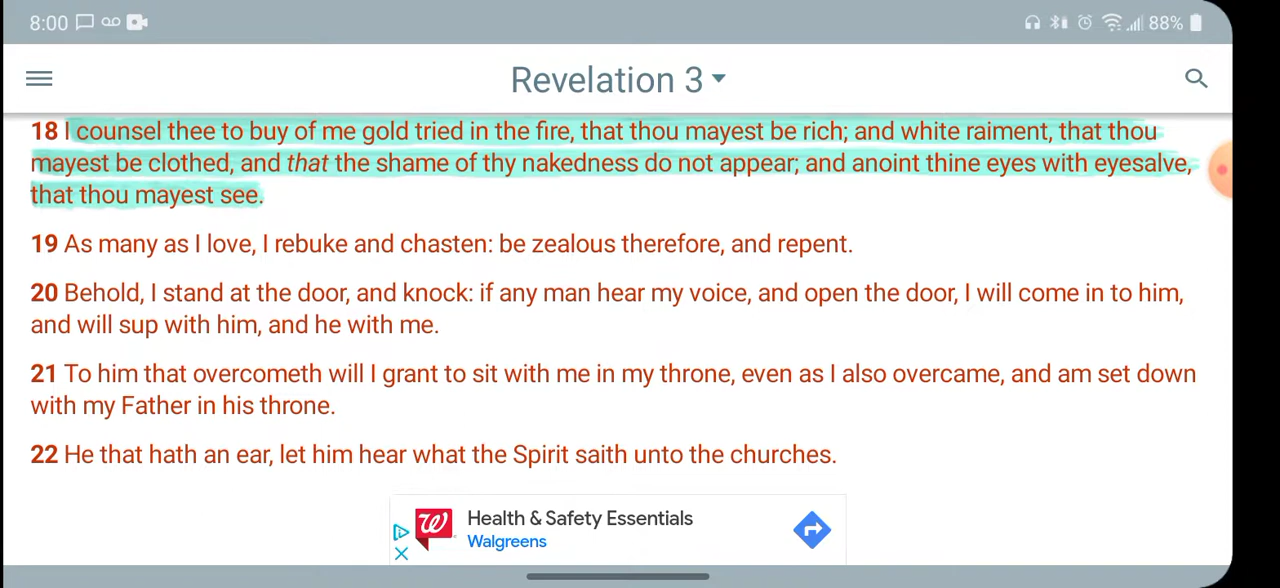 8:00 88%
Revelation 3
18 I counsel thee to buy of me gold tried in the fire, that thou mayest be rich; and white raiment, that thou
mayest be clothed, and that the shame of thy nakedness do not appear; and anoint thine eyes with eyesalve,
that thou mayest see.
19 As many as I love, I rebuke and chasten: be zealous therefore, and repent.
20 Behold, I stand at the door, and knock: if any man hear my voice, and open the door, I will come in to him,
and will sup with him, and he with me.
21 To him that overcometh will I grant to sit with me in my throne, even as I also overcame, and am set down
with my Father in his throne.
22 He that hath an ear, let him hear what the Spirit saith unto the churches.
Health & Safety Essentials
Walgreens